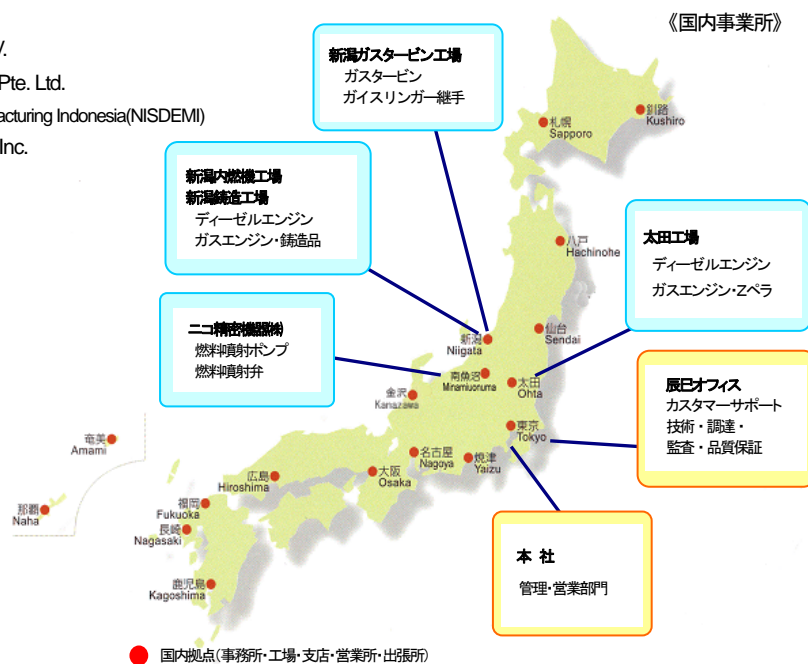 《国内事業所》
V.
Pte. Ltd.
acturing Indonesia(NISDEMI)
Inc.
新潟ガスタービン工場
ガスタービン
ガイスリンガー継手
新潟内燃機工場
新潟鋳造工場
ディーゼルエンジン
ガスエンジン・鋳造品
ニコ精密機器㈱
燃料噴射ポンプ
燃料噴射弁
太田工場
ディーゼルエンジン
ガスエンジン・Zペラ
辰巳オフィス
カスタマーサポート
技術・調達・
監査・品質保証
本 社
管理・営業部門
札幌
Sapporo
釧路
Kushiro
八戸
Hachinohe
仙台
Sendai
新潟
Niigata
南魚沼
Minamiuonuma
太田
Ohta
金沢
Kanazawa
東京
Tokyo
名古屋
Nagoya
焼津
Yaizu
大阪
Osaka
広島
Hiroshima
福岡
Fukuoka
長崎
Nagasaki
鹿児島
Kagoshima
奄美
Amami
那覇
Naha
国内拠点（事務所・工場・支店・営業所・出張所）